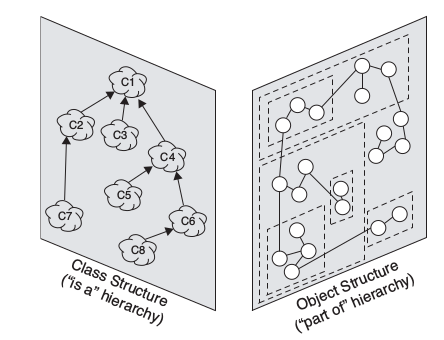 C1
C2
C3
C4
C5
C7
C6
C8
Class Structure
("is a" hierarchy)
Object Structure
("part of" hierarchy)